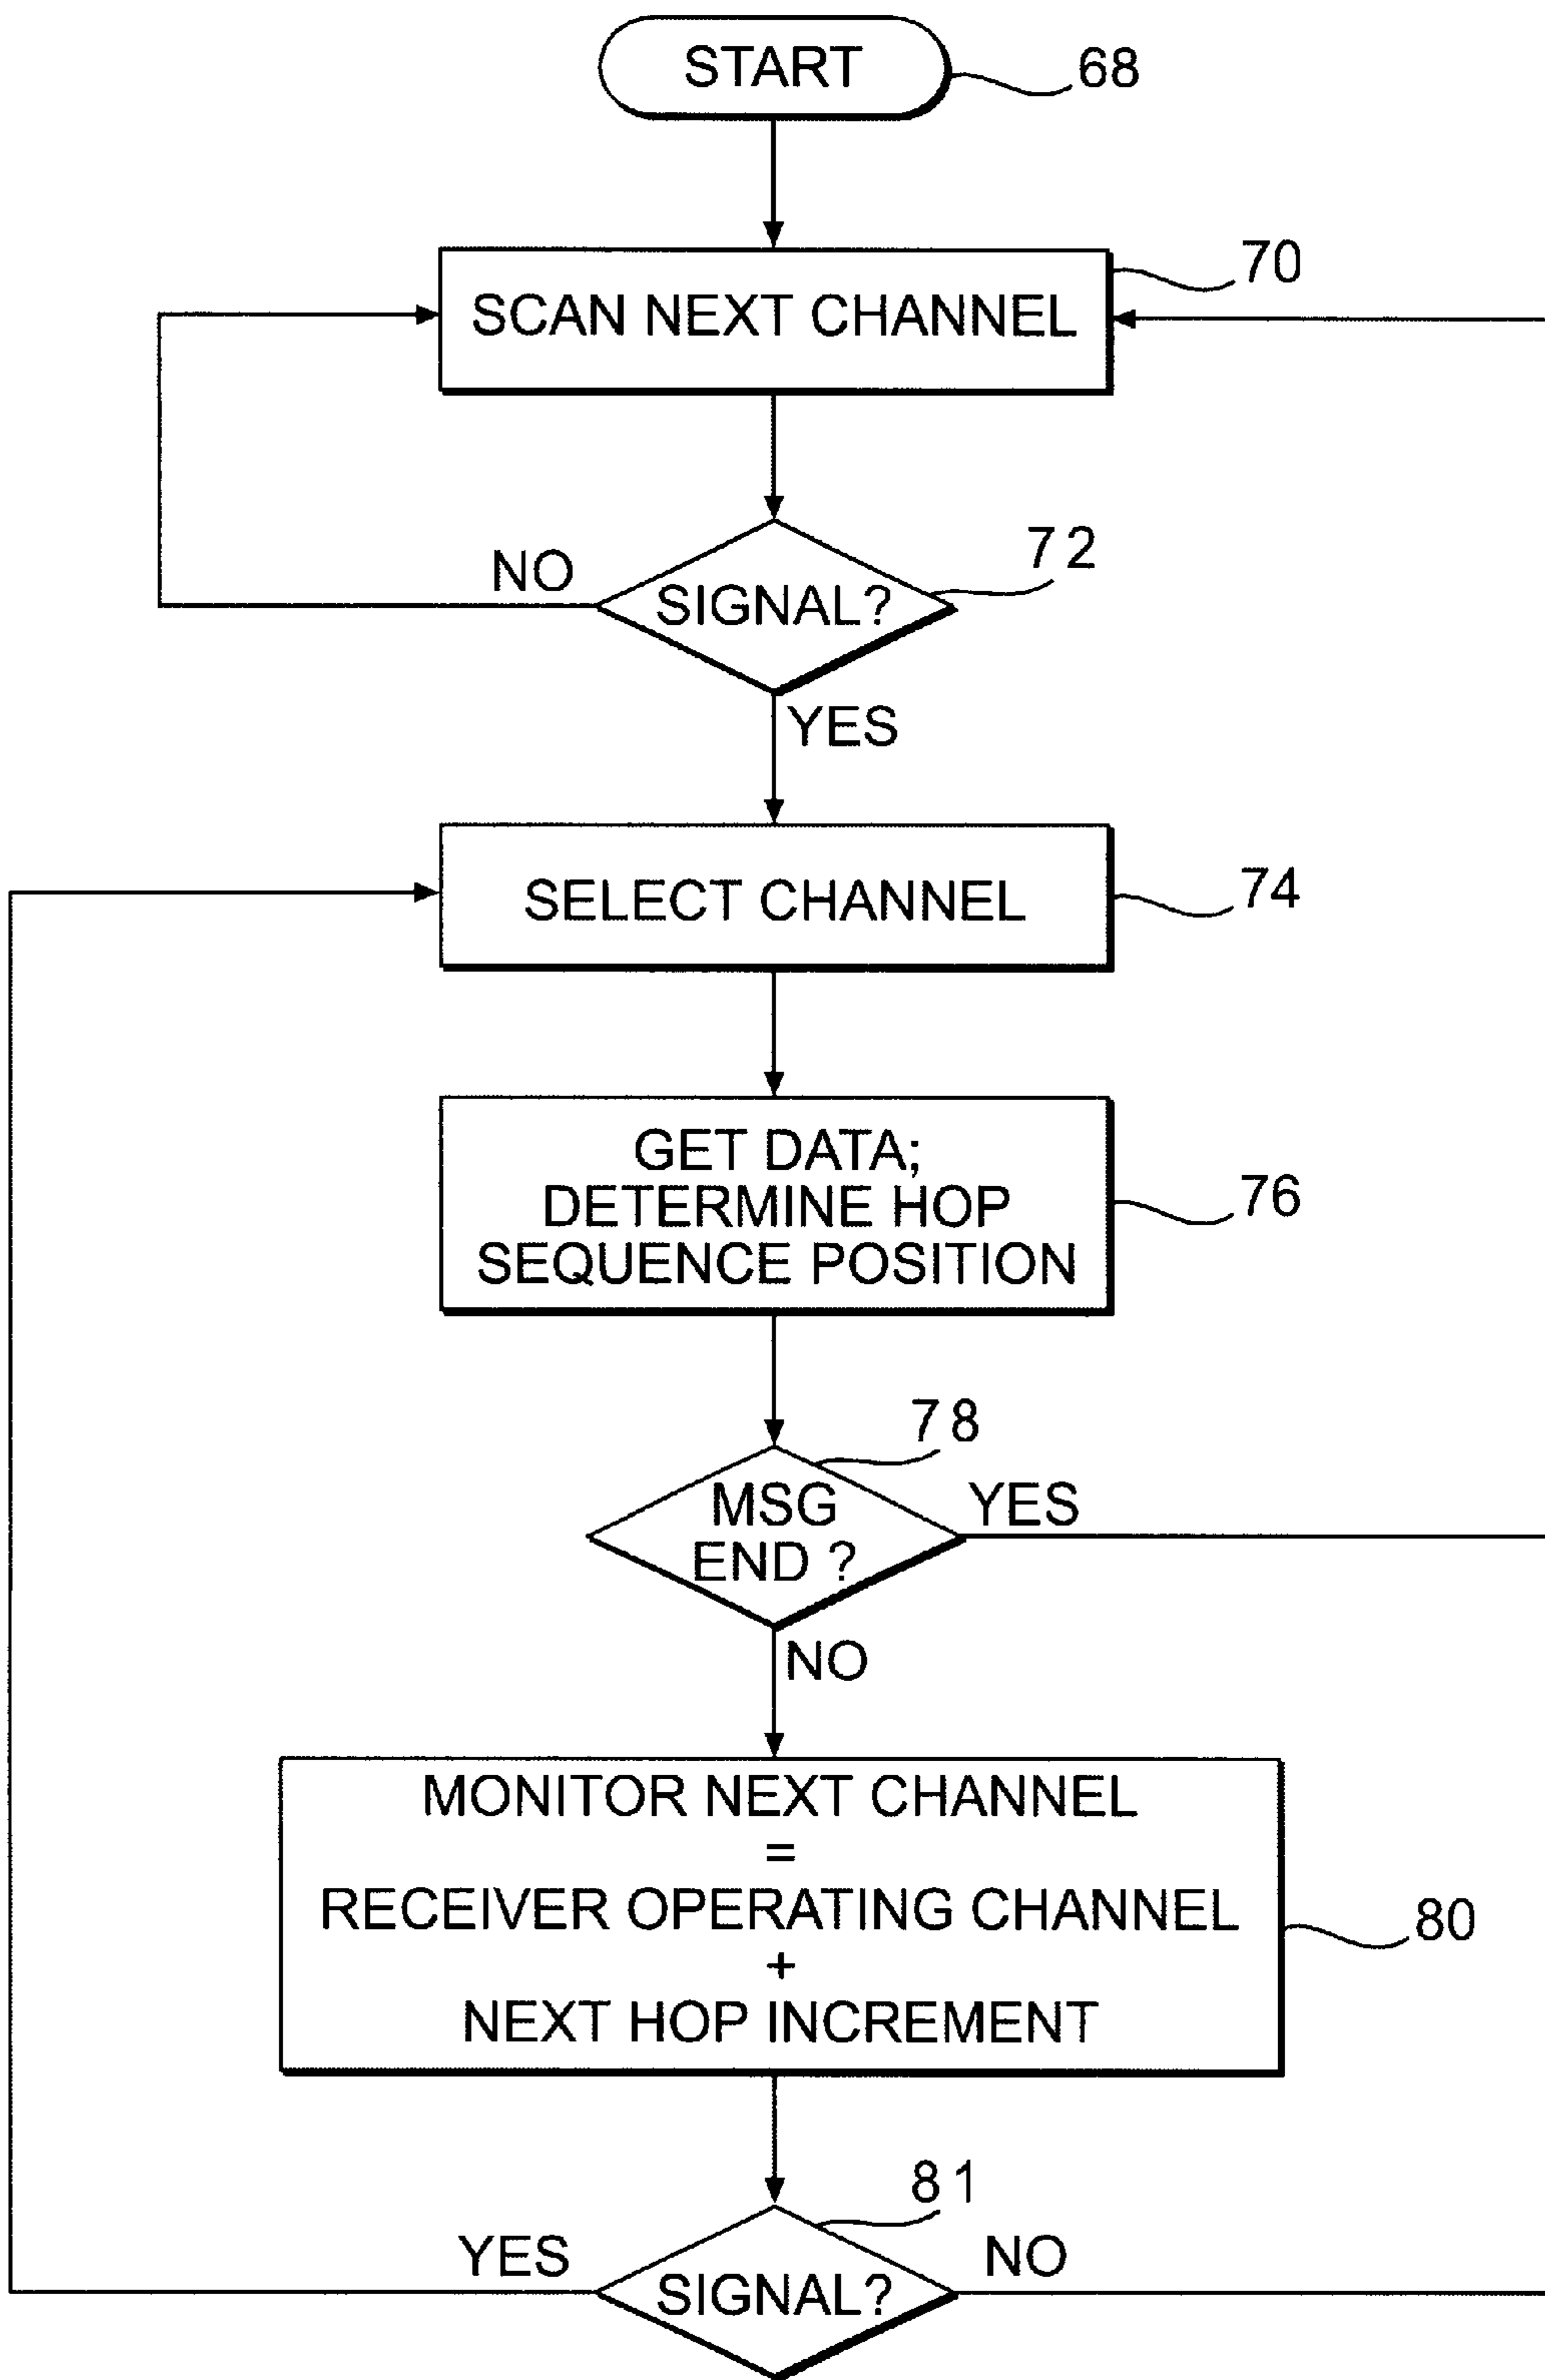 START
68
70
SCAN NEXT CHANNEL
72
NO
SIGNAL?
YES
SELECT CHANNEL
74
GET DATA;
DETERMINE HOP
SEQUENCE POSITION
76
78
MSG
END ?
YES
NO
MONITOR NEXT CHANNEL
=
RECEIVER OPERATING CHANNEL
+
NEXT HOP INCREMENT
80
81
YES
SIGNAL?
NO